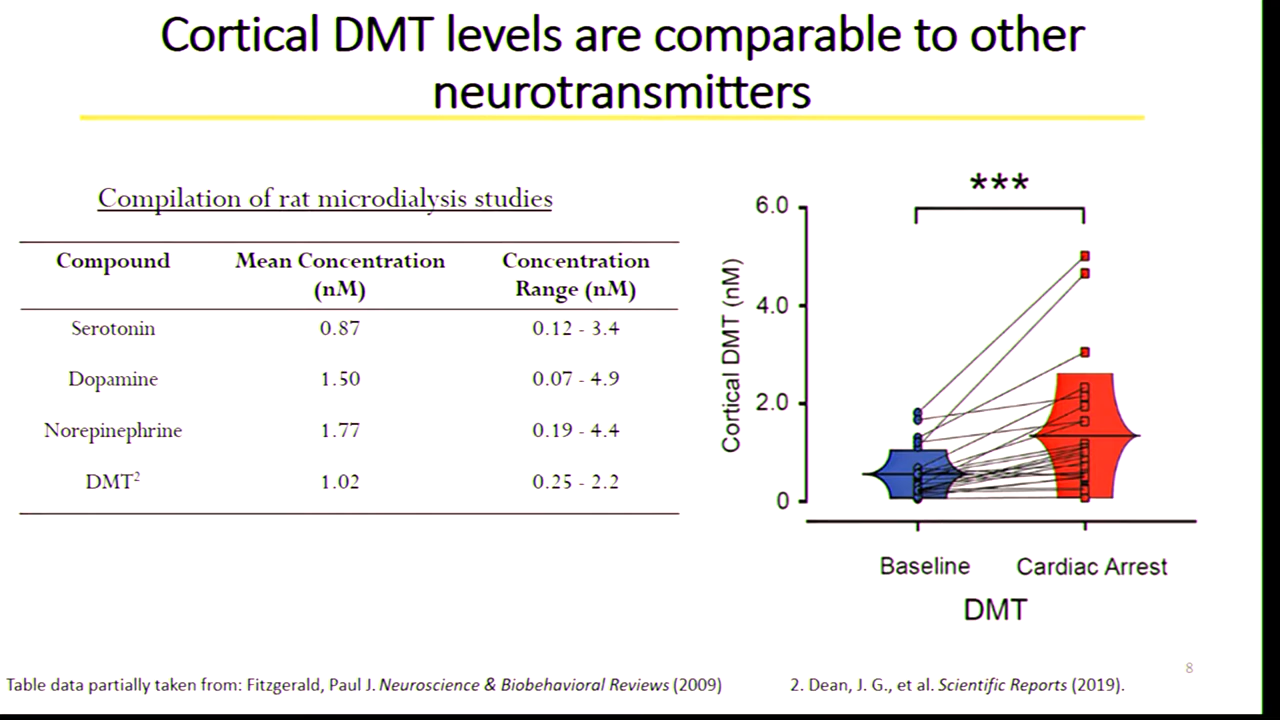 Cortical DMT levels are comparable to other
neurotransmitters
Compilation of rat microdialysis studies
Compound Mean Concentration (nM) Concentration Range (nM)
Serotonin 0.87 0.12 - 3.4
Dopamine 1.50 0.07 - 4.9
Norepinephrine 1.77 0.19 - 4.4
DMT2 1.02 0.25 - 2.2
***
6.0
4.0
2.0
0
Cortical DMT (nM)
Baseline Cardiac Arrest
DMT
8
Table data partially taken from: Fitzgerald, Paul J. Neuroscience & Biobehavioral Reviews (2009)
2. Dean, J. G., et al. Scientific Reports (2019).